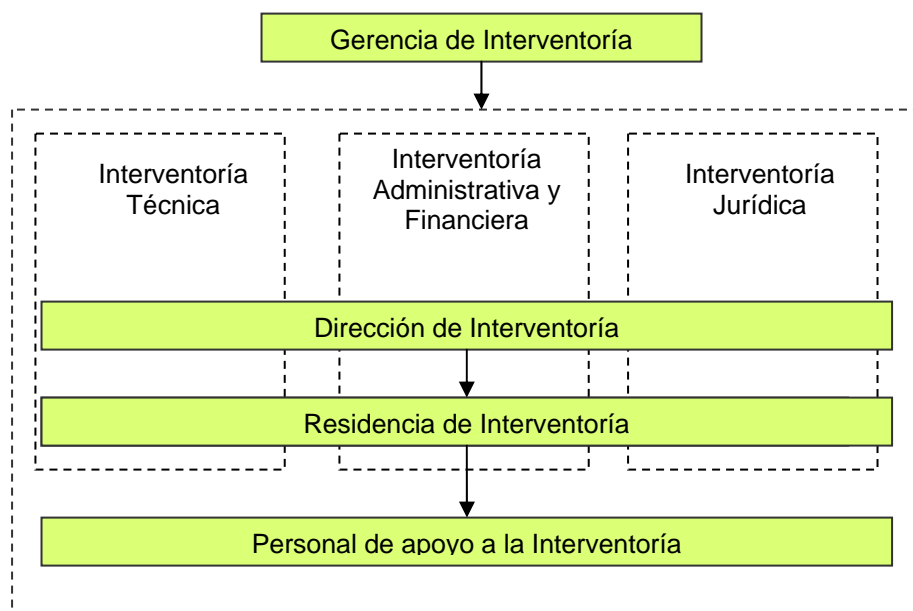 Gerencia de Interventoría
Interventoría
Técnica
Interventoría
Administrativa y
Financiera
Interventoría
Jurídica
Dirección de Interventoría
Residencia de Interventoría
Personal de apoyo a la Interventoría